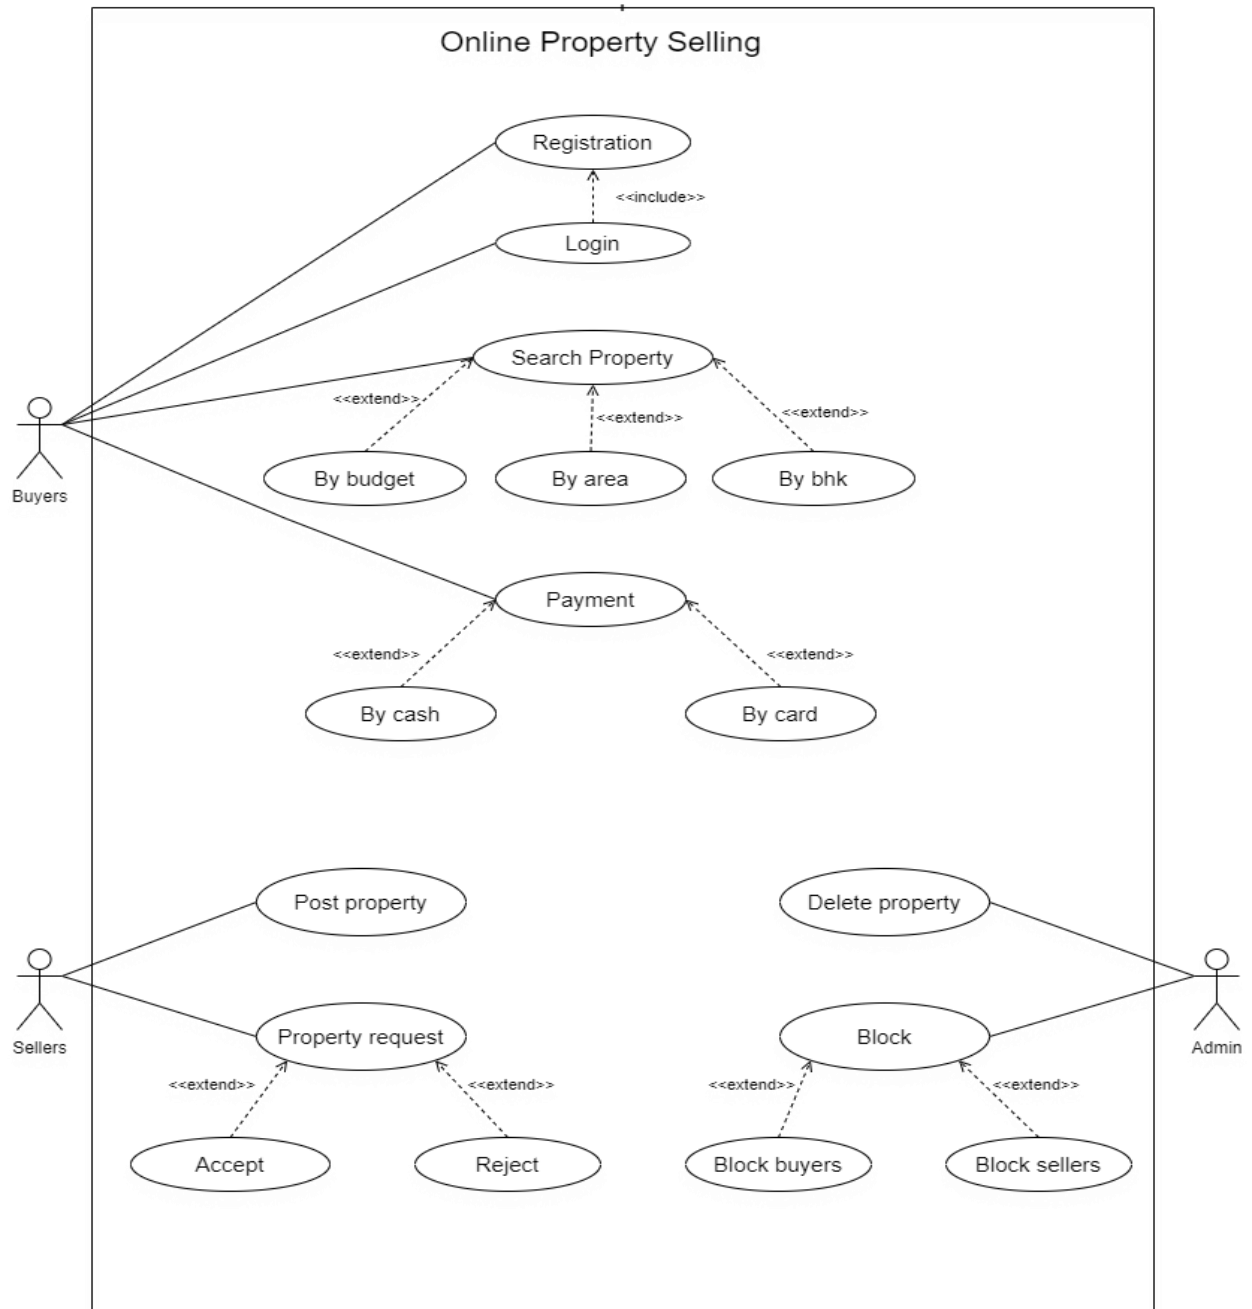 Online Property Selling
Registration
<<include>>
Login
Search Property
<<extend>>
<<extend>>
<<extend>>
By budget
By area
By bhk
Buyers
Payment
<<extend>>
<<extend>>
By cash
By card
Post property
Delete property
Sellers
Admin
Property request
Block
<<extend>>
<<extend>>
<<extend>>
<<extend>>
Accept
Reject
Block buyers
Block sellers